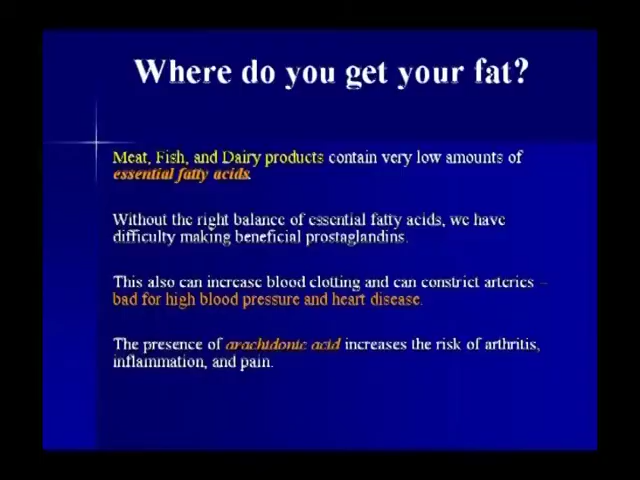 Where do you get your fat?
Meat, Fish, and Dairy products contain very low amounts of
essential fatty acids.
Without the right balance of essential fatty acids, we have
difficulty making beneficial prostaglandins.
This also can increase blood clotting and can constrict arteries –
bad for high blood pressure and heart disease.
The presence of arachidonic acid increases the risk of arthritis,
inflammation, and pain.